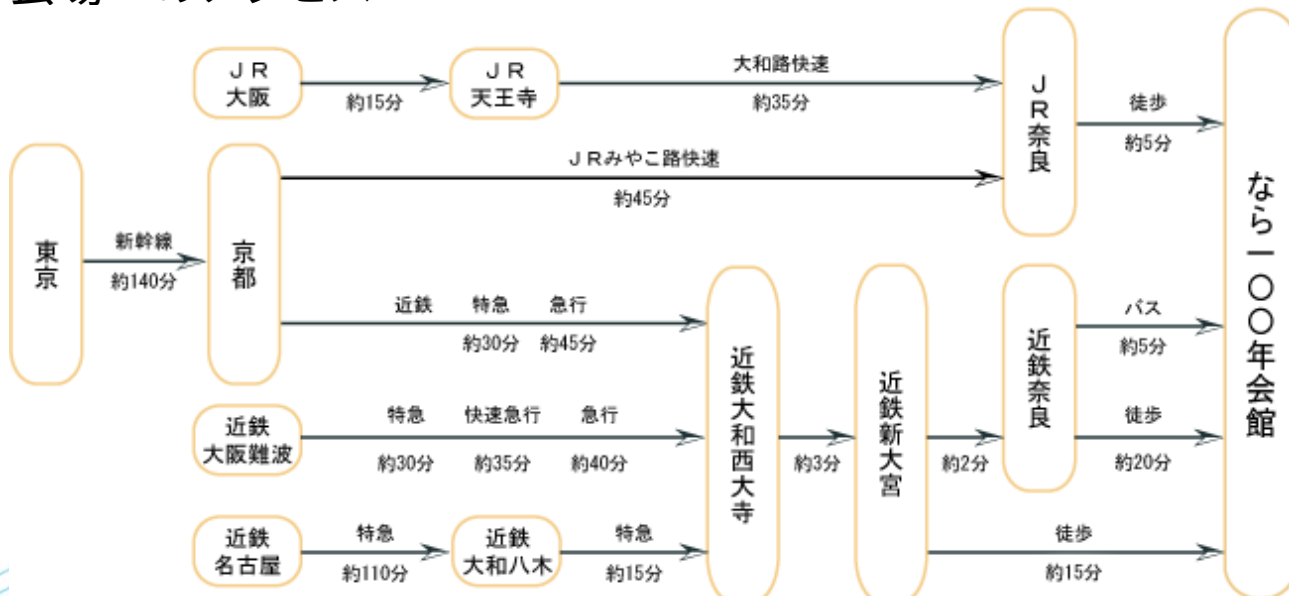 ＪＲ
大阪
約15分
ＪＲ
天王寺
大和路快速
約35分
ＪＲ奈良
徒歩
約5分
なら一〇〇年会館
東京
新幹線
約140分
京都
ＪＲみやこ路快速
約45分
近鉄 特急 急行
約30分 約45分
近鉄
大阪難波
特急 快速急行 急行
約30分 約35分 約40分
近鉄
名古屋
特急
約110分
近鉄
大和八木
特急
約15分
近鉄大和西大寺
約3分
近鉄新大宮
約2分
近鉄奈良
バス
約5分
徒歩
約20分
徒歩
約15分